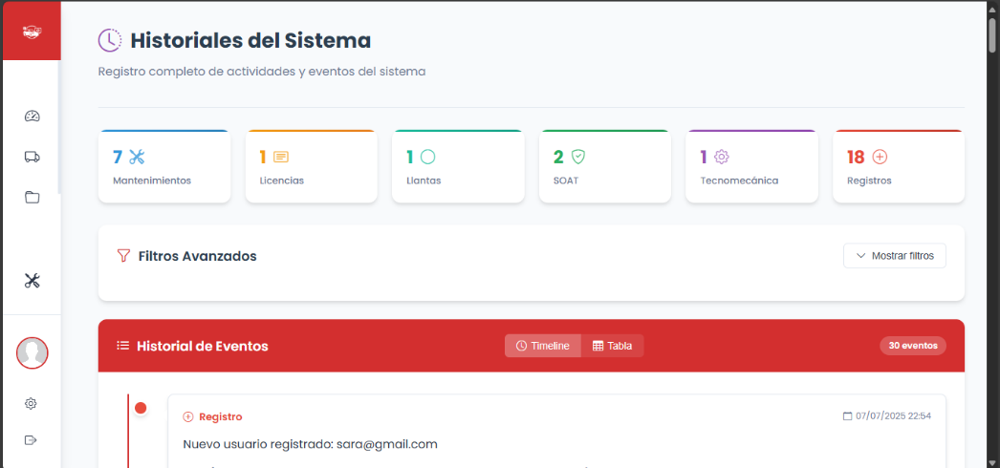 Historiales del Sistema
Registro completo de actividades y eventos del sistema
7
Mantenimientos
1
Licencias
1
Llantas
2
SOAT
1
Tecnomecánica
18
Registros
Filtros Avanzados
Mostrar filtros
Historial de Eventos
Timeline
Tabla
30 eventos
Registro
07/07/2025 22:54
Nuevo usuario registrado: sara@gmail.com